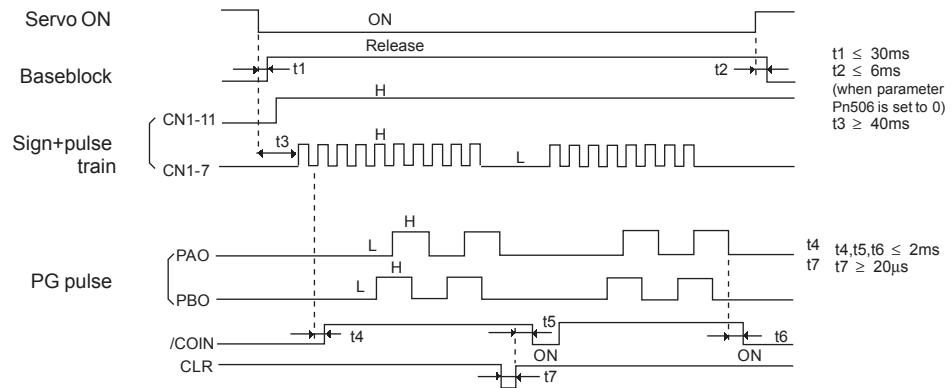 Servo ON
ON
Release
Baseblock
t1
t2
t1 ≤ 30ms
t2 ≤ 6ms
(when parameter
Pn506 is set to 0)
t3 ≥ 40ms
H
CN1-11
Sign+pulse
train
t3
H
CN1-7
L
H
PAO
L
t4 t4,t5,t6 ≤ 2ms
t7 t7 ≥ 20μs
PG pulse
H
L
PBO
/COIN
t4
t5
t6
ON
ON
CLR
t7